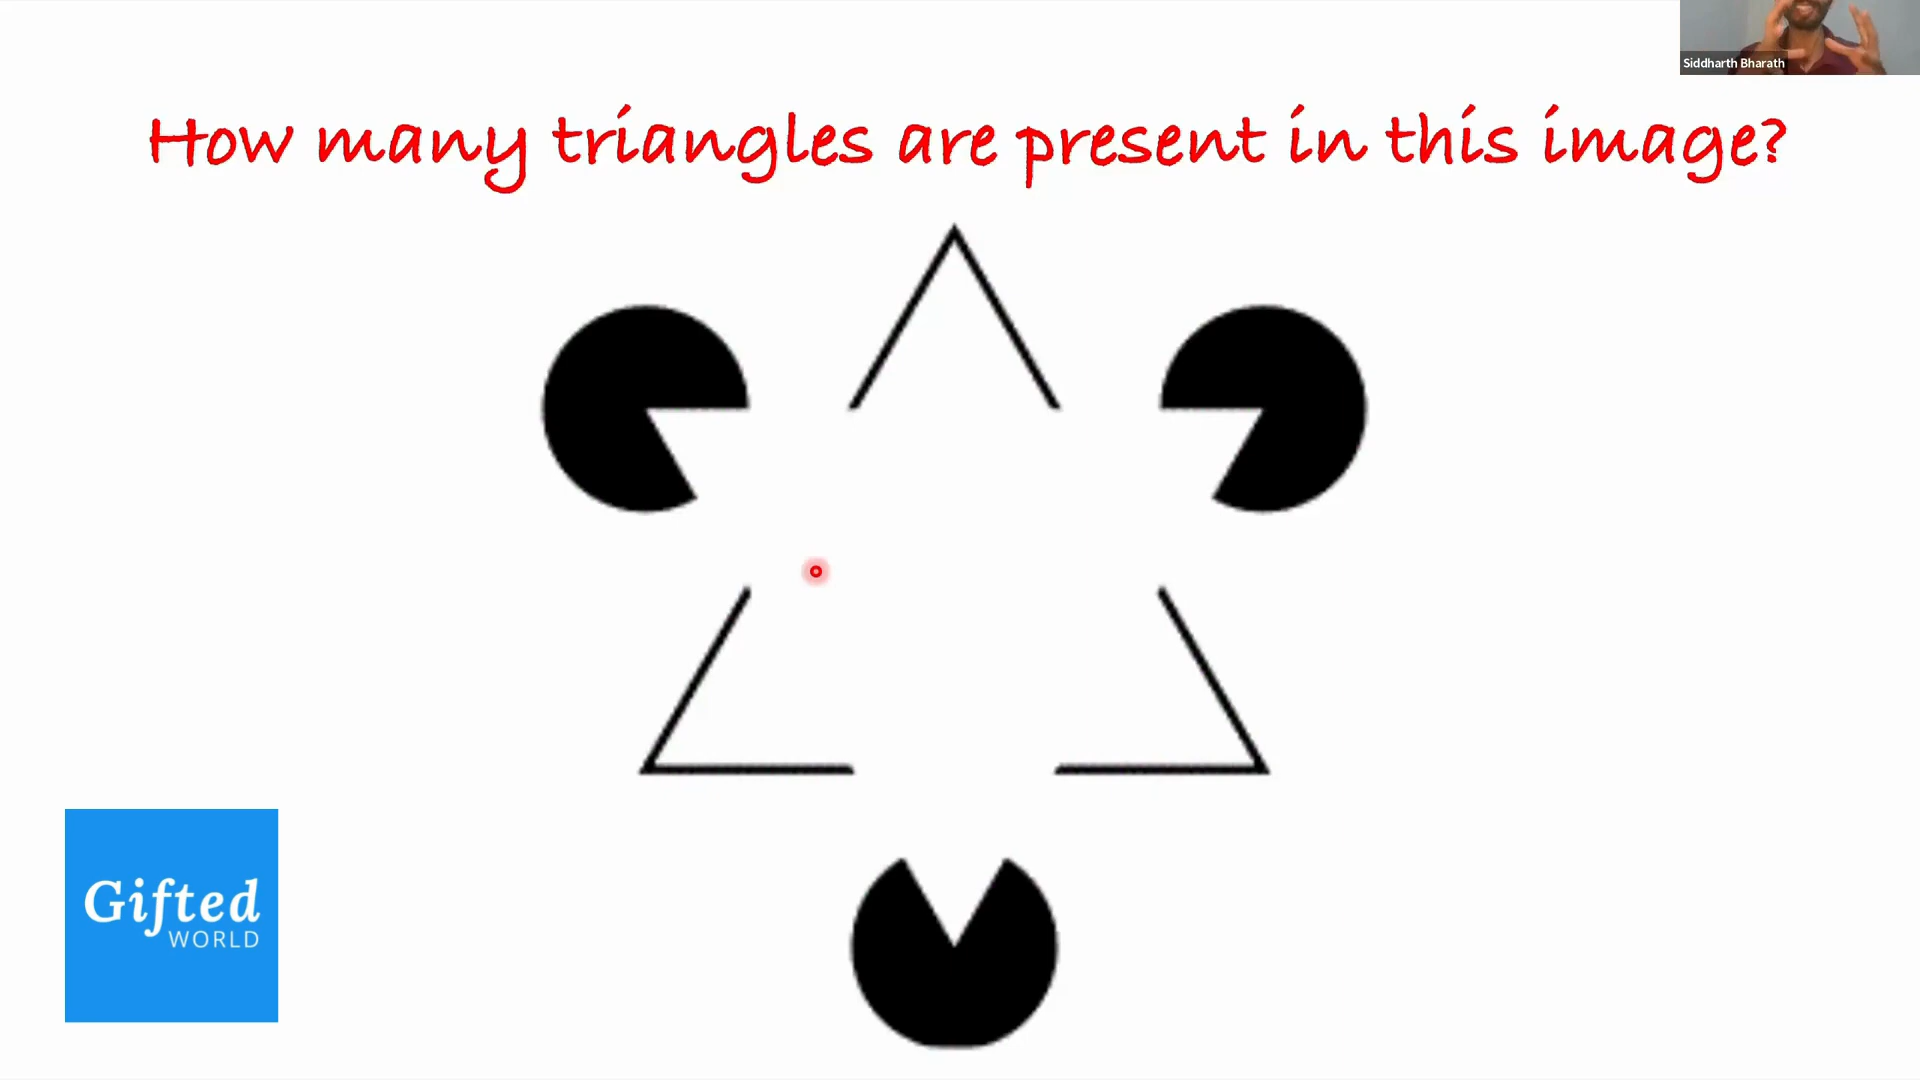 Siddharth Bharath
How many triangles are present in this image?
Gifted
WORLD